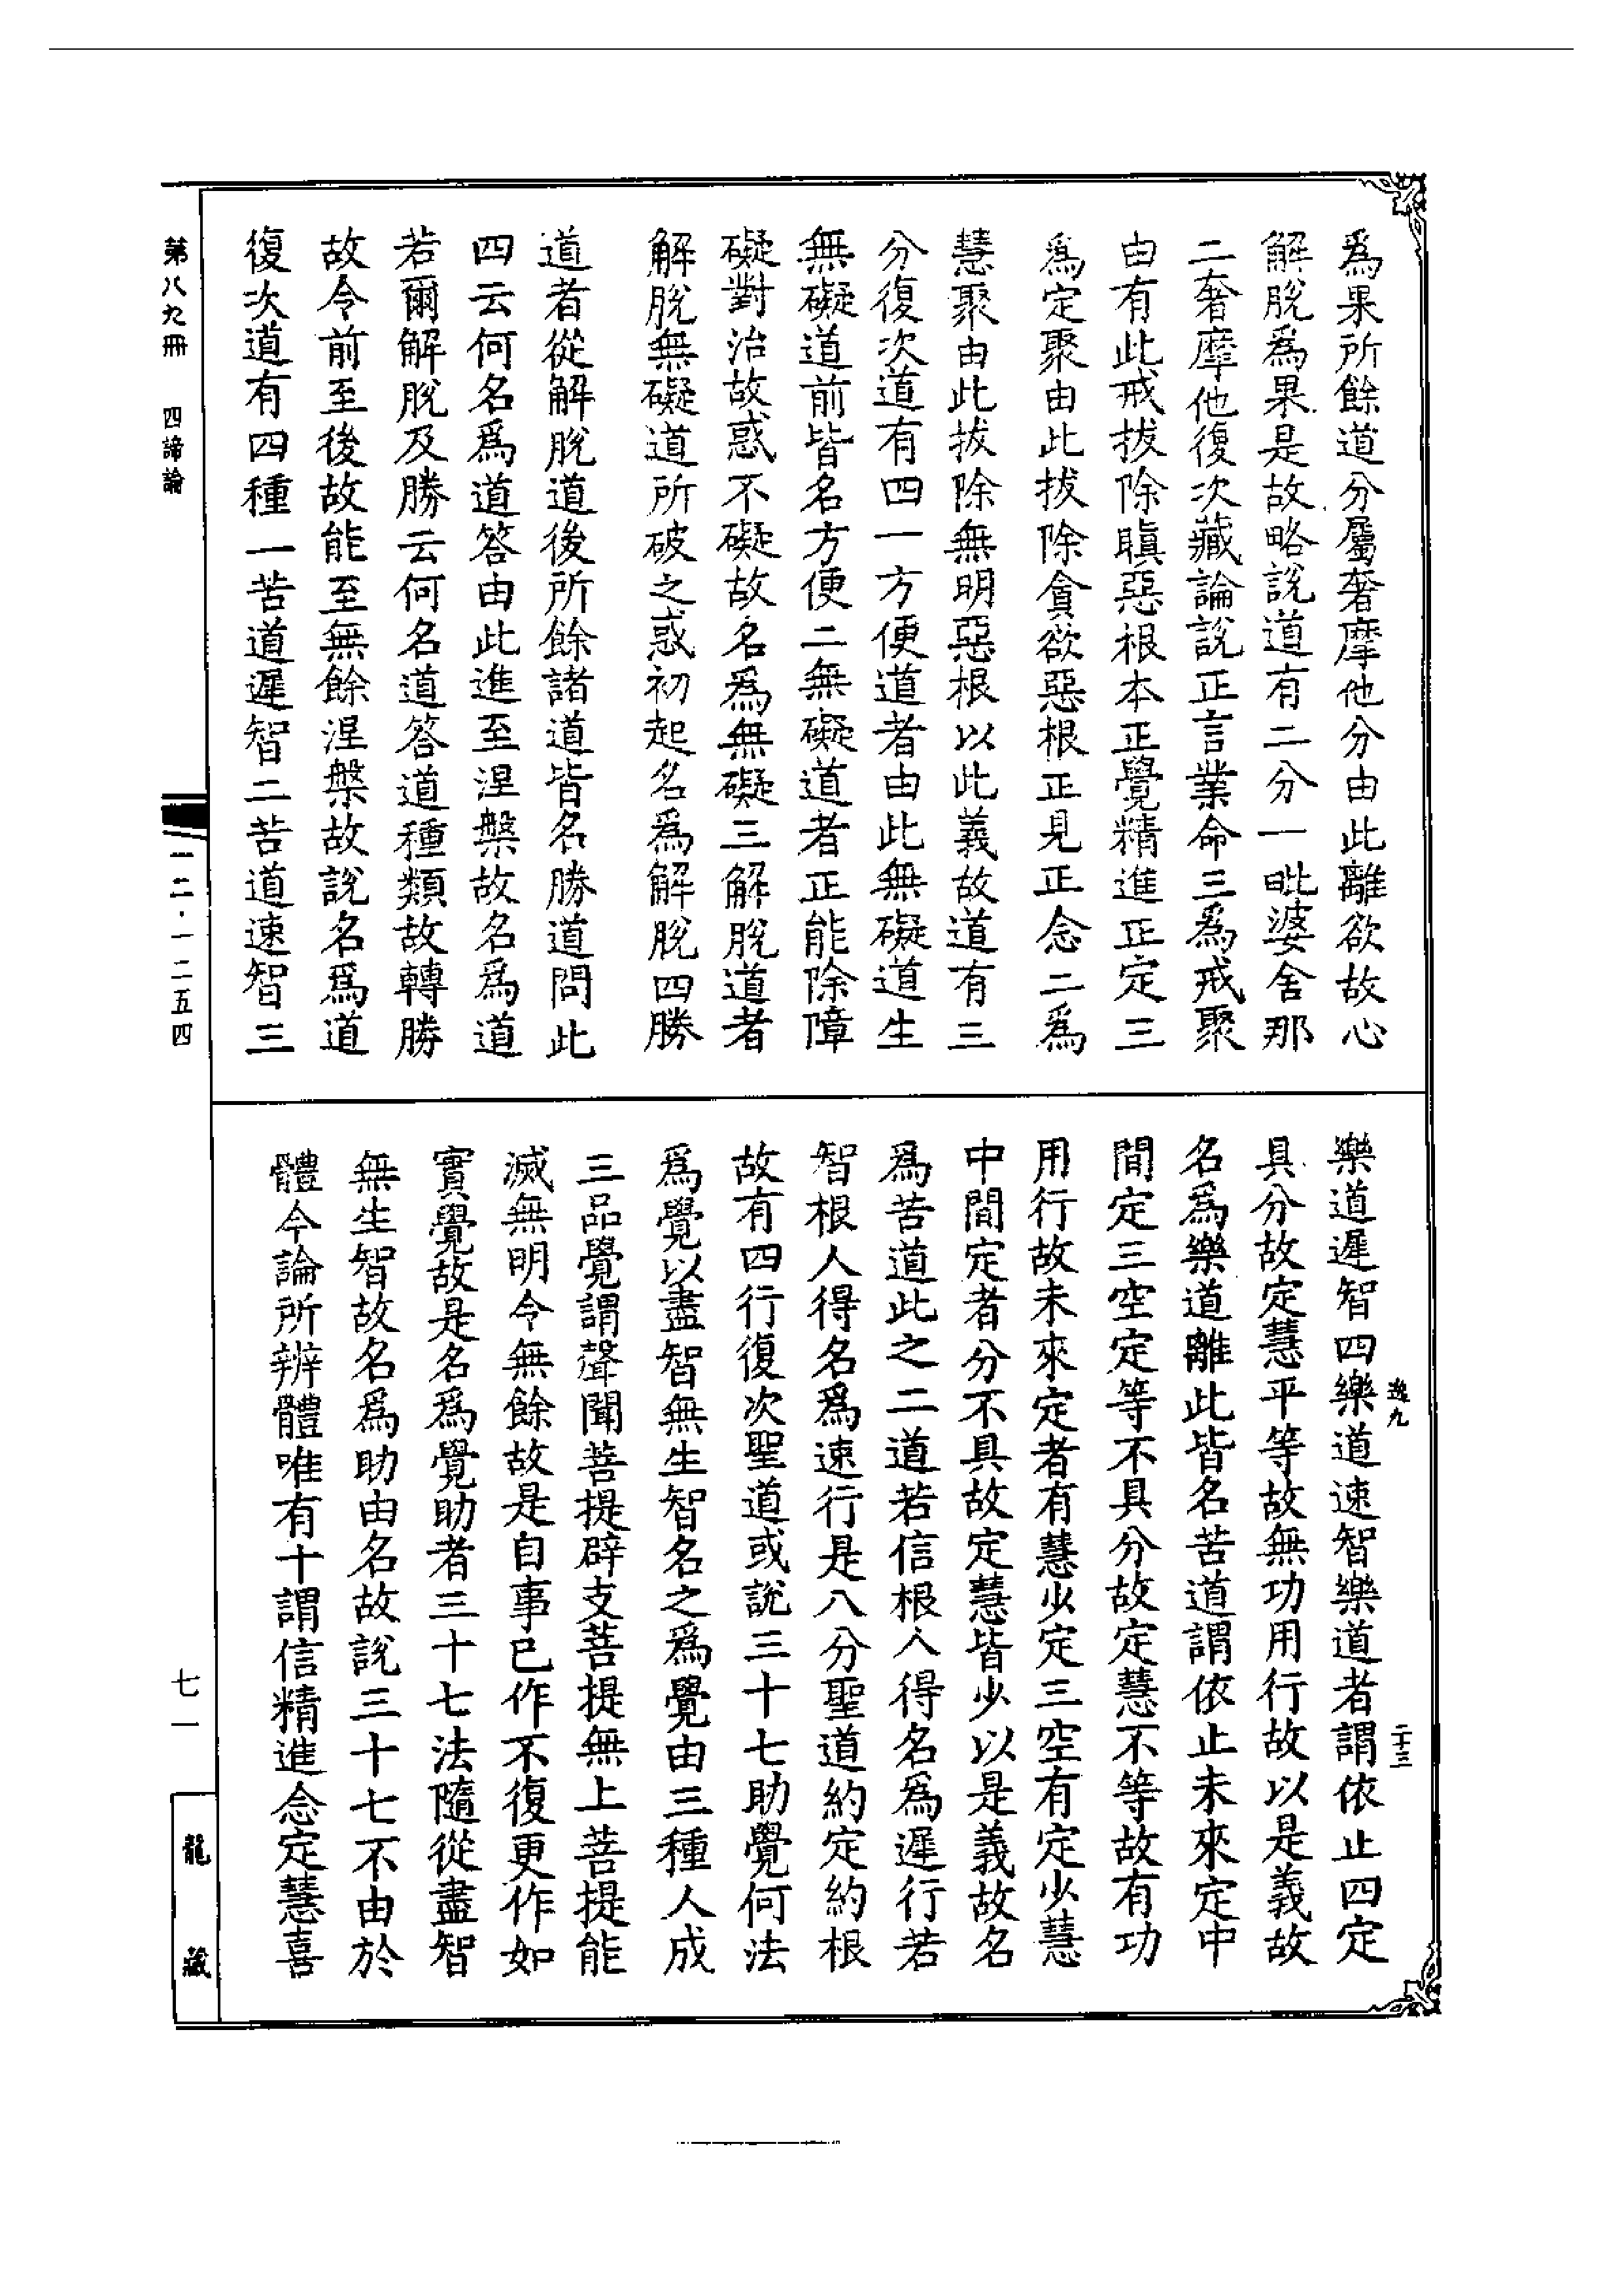 爲果所餘道分屬奢摩他分由此離欲故心
解脫爲果是故略說道有二分一毗婆舍那
二奢摩他復次藏論說正言業命三爲戒聚
由有此戒拔除瞋惡根本正覺精進正定三
爲定聚由此拔除貪欲惡根正見正念二爲
慧聚由此拔除無明惡根以此義故道有三
分復次道有四一方便道者由此無礙道生
無礙道前皆名方便二無礙道者正能除障
礙對治故惑不礙故名爲無礙三解脫道者
解脫無礙道所破之惑初起名爲解脫四勝
道者從解脫道後所餘諸道皆名勝道問此
四云何名爲道答由此進至涅槃故名爲道
若爾解脫及勝云何名道答道種類故轉勝
故令前至後故能至無餘涅槃故說名爲道
復次道有四種一苦道遲智二苦道速智三
第八九冊 四諦論
一二·一二五四
逸九
二十三
樂道遲智四樂道速智樂道者謂依止四定
具分故定慧平等故無功用行故以是義故
名爲樂道離此皆名苦道謂依止未來定中
間定三空定等不具分故定慧不等故有功
用行故未來定者有慧少定三空有定少慧
中間定者分不具故定慧皆少以是義故名
爲苦道此之二道若信根人得名爲遲行若
智根人得名爲速行是八分聖道約定約根
故有四行復次聖道或說三十七助覺何法
爲覺以盡智無生智名之爲覺由三種人成
三品覺謂聲聞菩提辟支菩提無上菩提能
滅無明令無餘故是自事已作不復更作如
實覺故是名爲覺助者三十七法隨從盡智
無生智故名爲助由名故說三十七不由於
體今論所辨體唯有十謂信精進念定慧喜
七一
龍藏